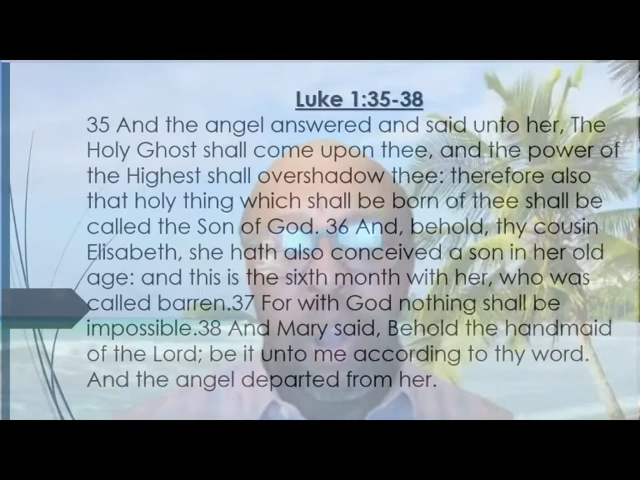 Luke 1:35-38
35 And the angel answered and said unto her, The
Holy Ghost shall come upon thee, and the power of
the Highest shall overshadow thee: therefore also
that holy thing which shall be born of thee shall be
called the Son of God. 36 And, behold, thy cousin
Elisabeth, she hath also conceived a son in her old
age: and this is the sixth month with her, who was
called barren.37 For with God nothing shall be
impossible.38 And Mary said, Behold the handmaid
of the Lord; be it unto me according to thy word.
And the angel departed from her.